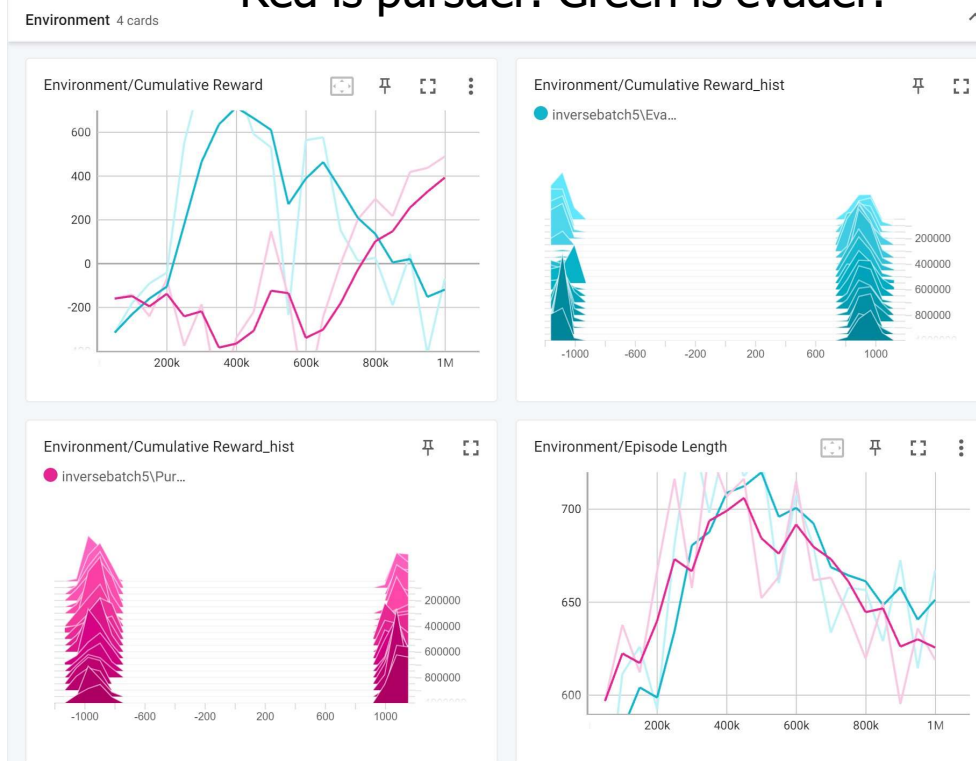 Red is pursuer. Green is evader.
Environment 4 cards
Environment/Cumulative Reward
600
400
200
0
-200
200k 400k 600k 800k 1M
Environment/Cumulative Reward_hist
inversebatch5\Eva...
200000
400000
600000
800000
-1000 -600 -200 200 600 1000
Environment/Cumulative Reward_hist
inversebatch5\Pur...
200000
400000
600000
800000
-1000 -600 -200 200 600 1000
Environment/Episode Length
700
650
600
200k 400k 600k 800k 1M